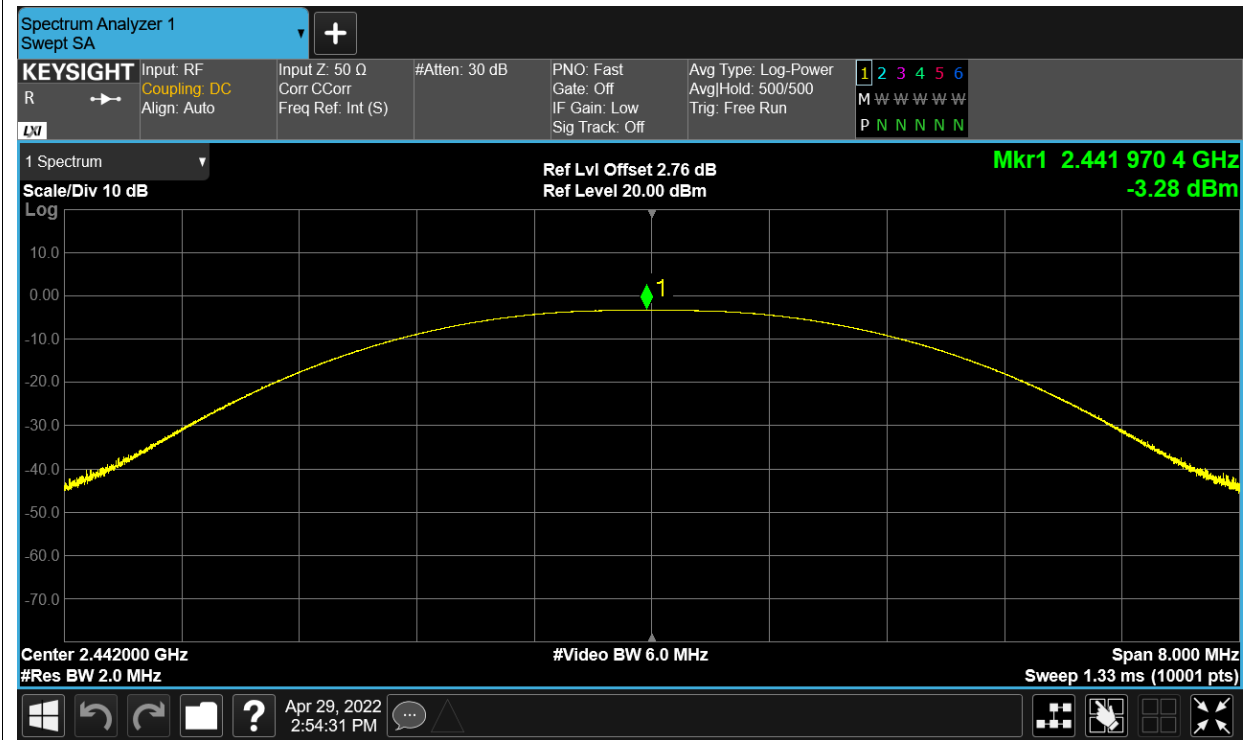 Spectrum Analyzer 1
Swept SA
+
KEYSIGHT
R
LXI
Input: RF
Coupling: DC
Align: Auto
Input Z: 50 Ω
Corr CCorr
Freq Ref: Int (S)
#Atten: 30 dB
PNO: Fast
Gate: Off
IF Gain: Low
Sig Track: Off
Avg Type: Log-Power
Avg|Hold: 500/500
Trig: Free Run
1 2 3 4 5 6
M W W W W W
P N N N N N
1 Spectrum
Scale/Div 10 dB
Log
Ref Lvl Offset 2.76 dB
Ref Level 20.00 dBm
Mkr1 2.441 970 4 GHz
-3.28 dBm
10.0
0.00
-10.0
-20.0
-30.0
-40.0
-50.0
-60.0
-70.0
1
Center 2.442000 GHz
#Res BW 2.0 MHz
#Video BW 6.0 MHz
Span 8.000 MHz
Sweep 1.33 ms (10001 pts)
?
Apr 29, 2022
2:54:31 PM